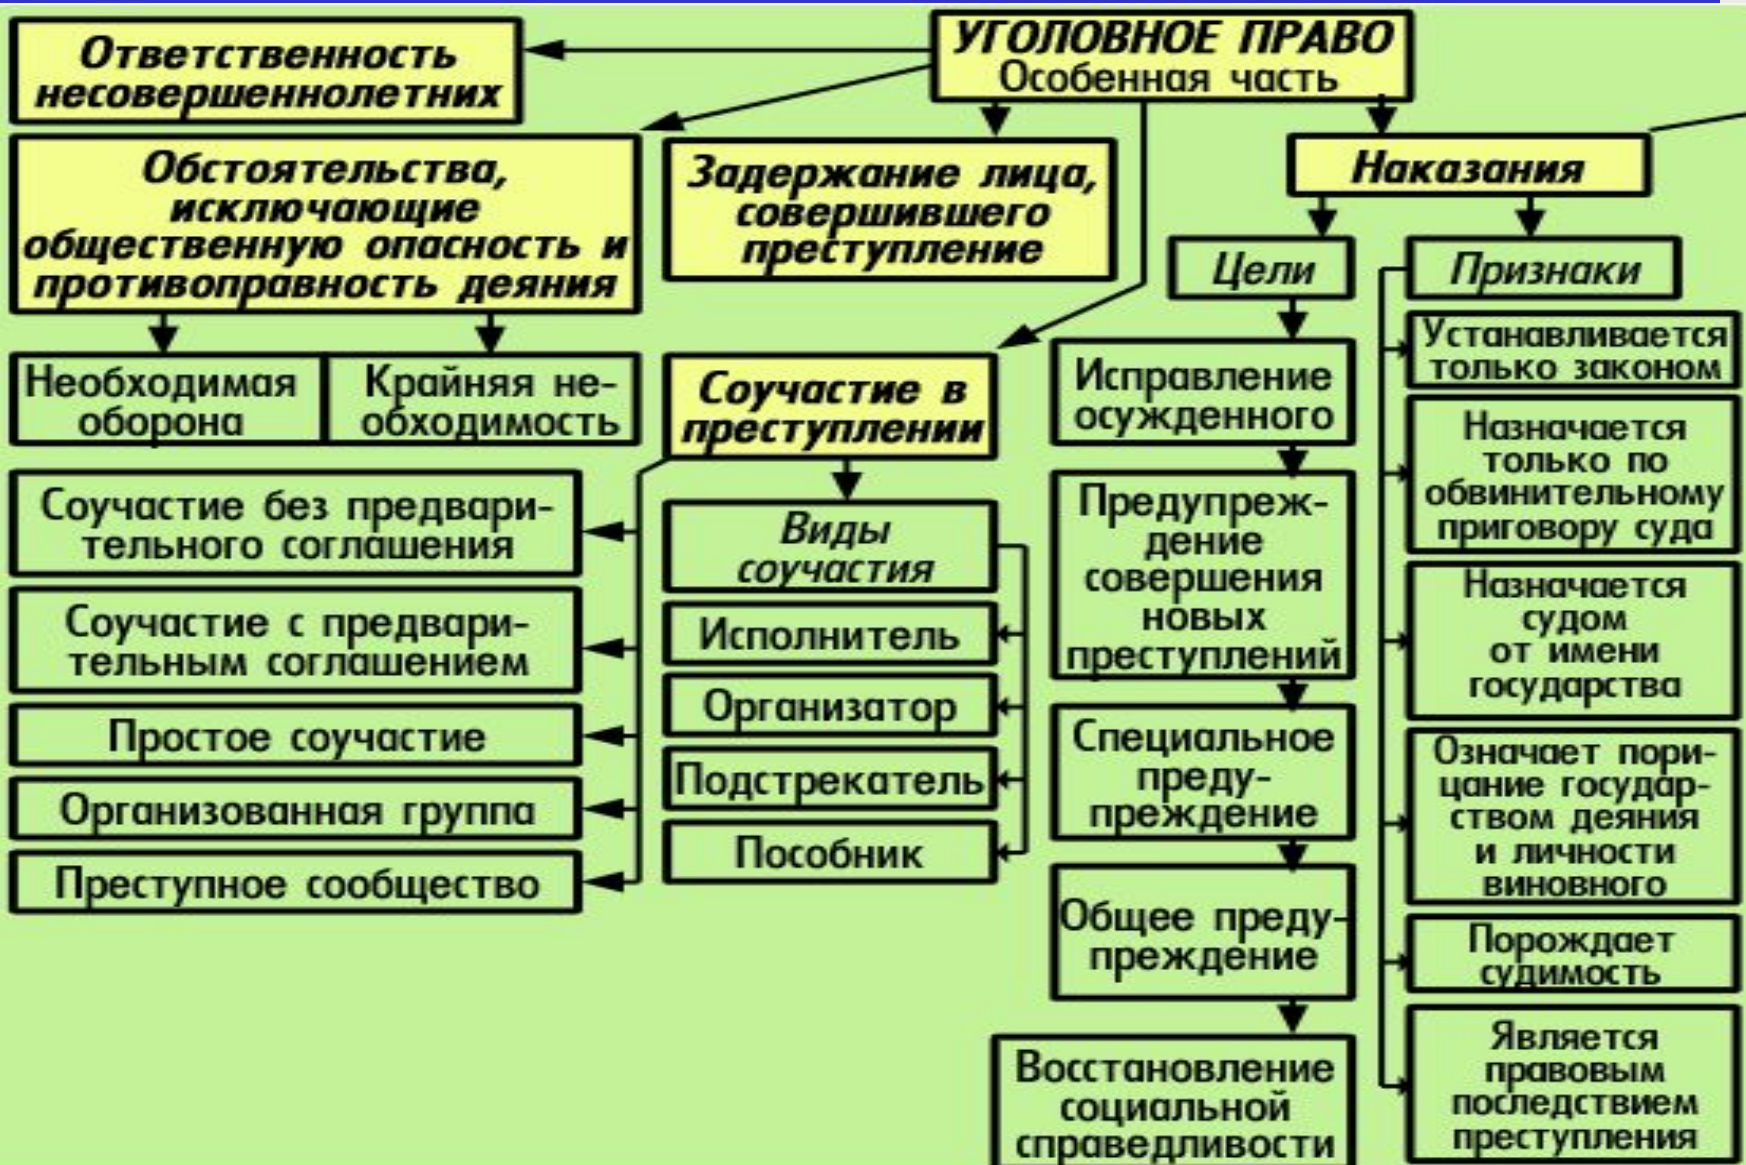 УГОЛОВНОЕ ПРАВО
Особенная часть
Ответственность
несовершеннолетних
Обстоятельства,
исключающие
общественную опасность и
противоправность деяния
Необходимая
оборона
Крайняя не-
обходимость
Задержание лица,
совершившего
преступление
Соучастие в
преступлении
Соучастие без предвари-
тельного соглашения
Соучастие с предвари-
тельным соглашением
Простое соучастие
Организованная группа
Преступное сообщество
Виды
соучастия
Исполнитель
Организатор
Подстрекатель
Пособник
Наказания
Цели
Исправление
осужденного
Предупреж-
дение
совершения
новых
преступлений
Специальное
преду-
преждение
Общее преду-
преждение
Восстановление
социальной
справедливости
Признаки
Устанавливается
только законом
Назначается
только по
обвинительному
приговору суда
Назначается
судом
от имени
государства
Означает пори-
цание государ-
ством деяния
и личности
виновного
Порождает
судимость
Является
правовым
последствием
преступления